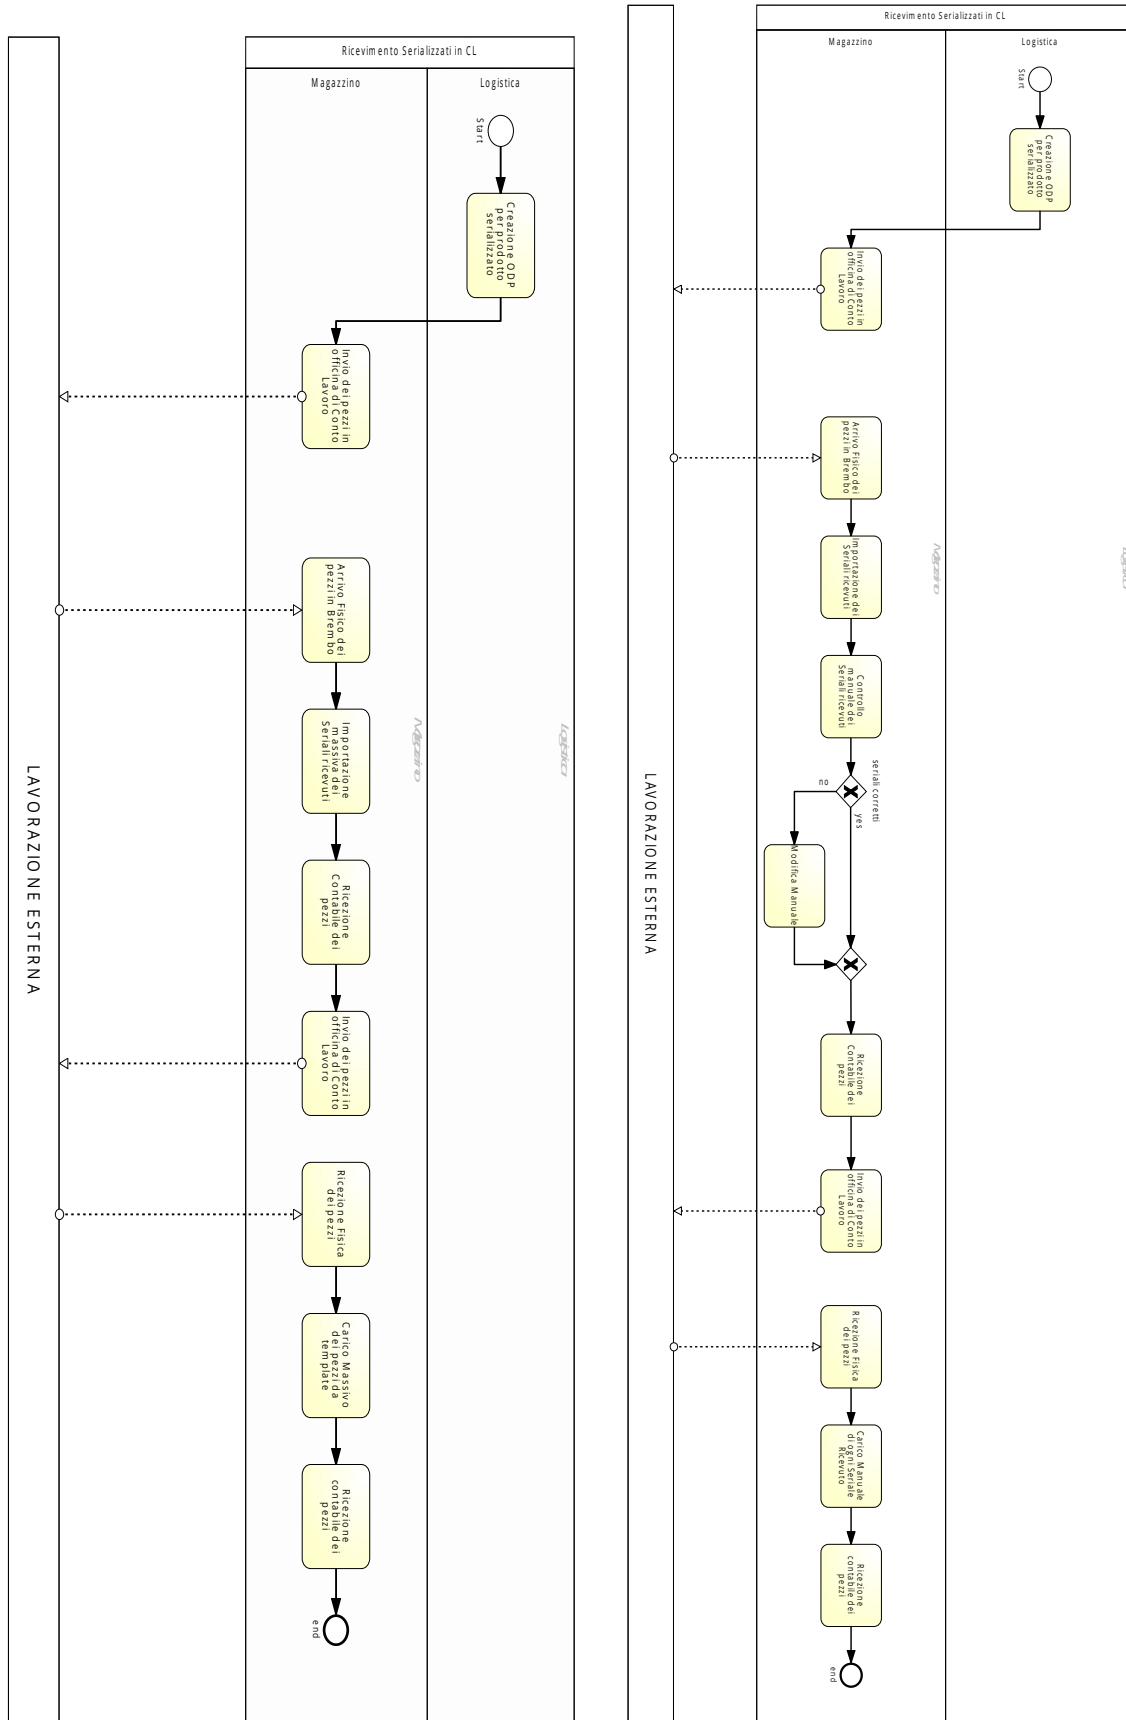 Ricevimento Serializzati in CL
Magazzino
Logistica
Start
Creazione ODP
per prodotto
serializzato
Invio dei pezzi in
officina di Conto
Lavoro
Arrivo Fisico dei
pezzi in Brembo
Importazione
massiva dei
Seriali ricevuti
Ricezione
Contabile dei
pezzi
Invio dei pezzi in
officina di Conto
Lavoro
Ricezione Fisica
dei pezzi
Carico Massivo
dei pezzi da
template
Ricezione
contabile dei
pezzi
end
Magazzino
Logistica
LAVORAZIONE ESTERNA
Ricevimento Serializzati in CL
Magazzino
Logistica
Start
Creazione ODP
per prodotto
serializzato
Invio dei pezzi in
officina di Conto
Lavoro
Arrivo Fisico dei
pezzi in Brembo
Importazione dei
Seriali ricevuti
Controllo
manuale dei
Seriali ricevuti
seriali corretti
no
yes
Modifica Manuale
Ricezione
Contabile dei
pezzi
Invio dei pezzi in
officina di Conto
Lavoro
Ricezione Fisica
dei pezzi
Carico Manuale
di ogni Seriale
Ricevuto
Ricezione
contabile dei
pezzi
end
Magazzino
LAVORAZIONE ESTERNA